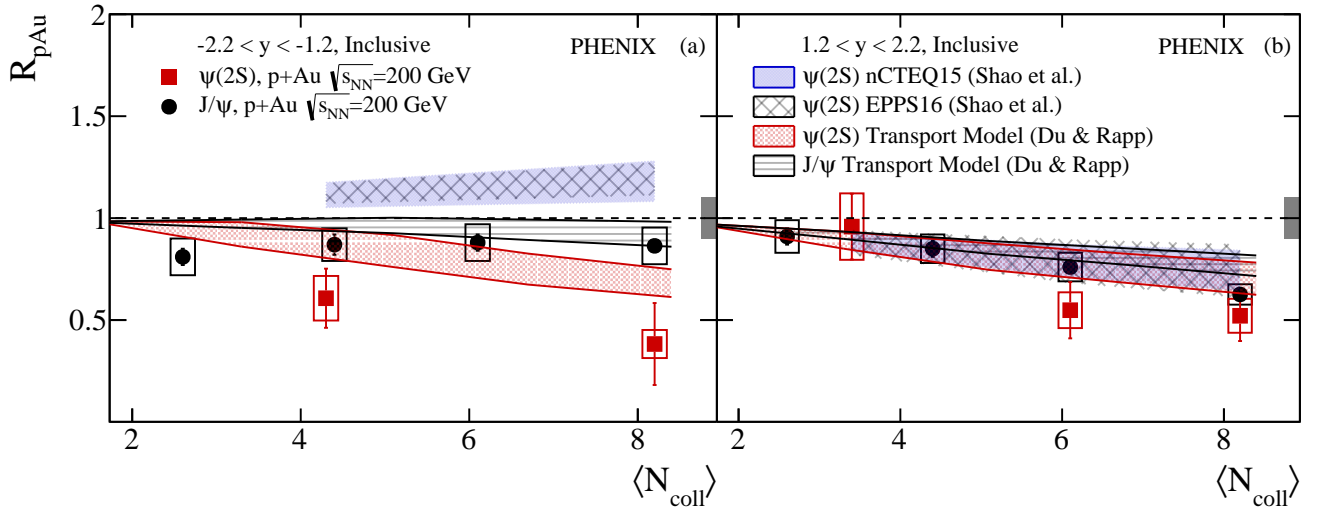 R_pAu
2
1.5
1
0.5
-2.2 < y < -1.2, Inclusive
PHENIX (a)
ψ(2S), p+Au √s_NN=200 GeV
J/ψ, p+Au √s_NN=200 GeV
2 4 6 8
⟨N_coll⟩
1.2 < y < 2.2, Inclusive
PHENIX (b)
ψ(2S) nCTEQ15 (Shao et al.)
ψ(2S) EPPS16 (Shao et al.)
ψ(2S) Transport Model (Du & Rapp)
J/ψ Transport Model (Du & Rapp)
2 4 6 8
⟨N_coll⟩